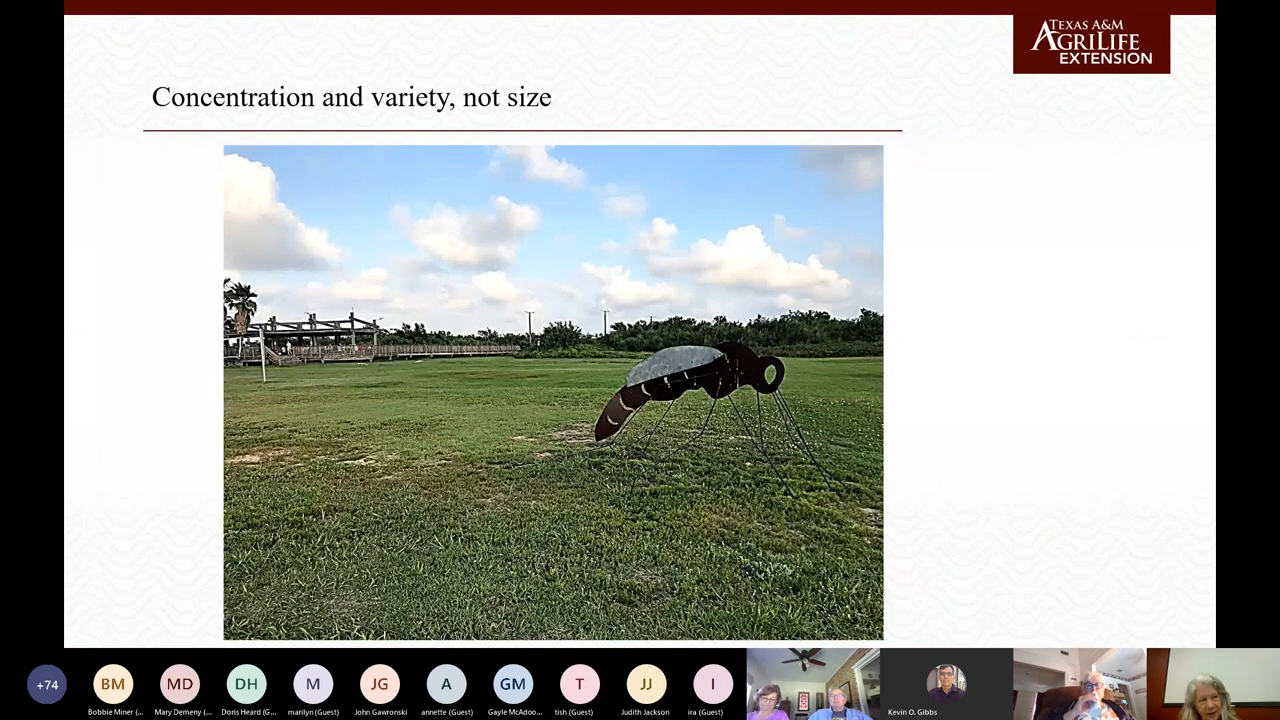 TEXAS A&M
AGRILIFE
EXTENSION
Concentration and variety, not size
+74
BM
MD
DH
M
JG
A
GM
T
JJ
I
Bobbie Miner (...
Mary Demeny (...
Doris Heard (G...
marilyn (Guest)
John Gawronski
annette (Guest)
Gayle McAdoo...
tish (Guest)
Judith Jackson
ira (Guest)
Kevin O. Gibbs